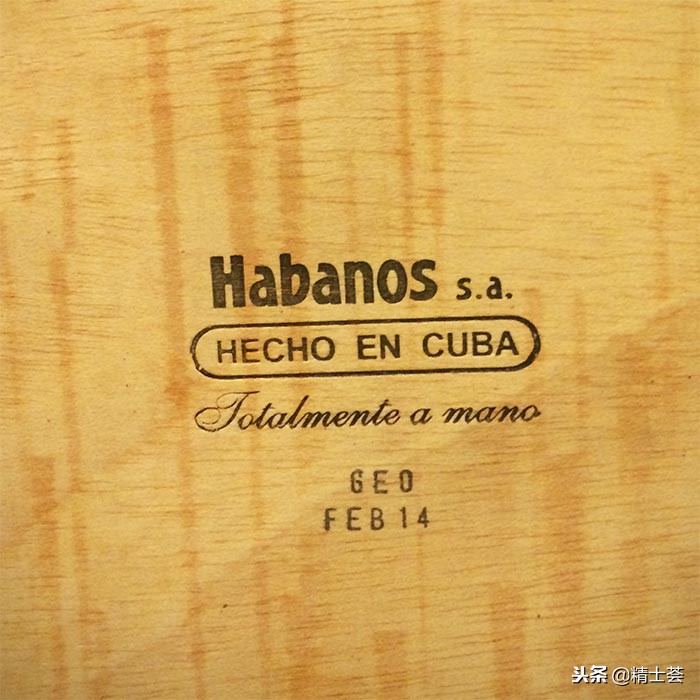 Habanos s.a.
HECHO EN CUBA
Totalmente a mano
GEO
FEB14
头条 @精士荟